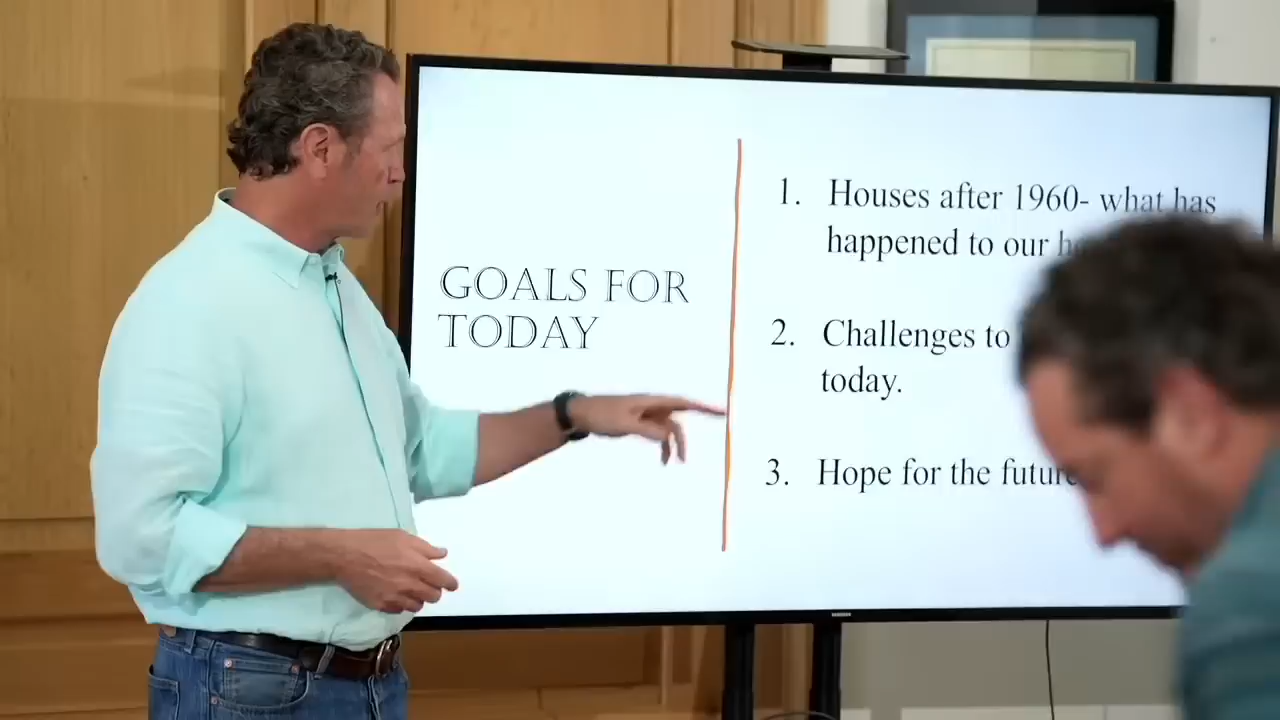 GOALS FOR
TODAY
1. Houses after 1960- what has
happened to our
2. Challenges to
today.
3. Hope for the future
SAMSUNG